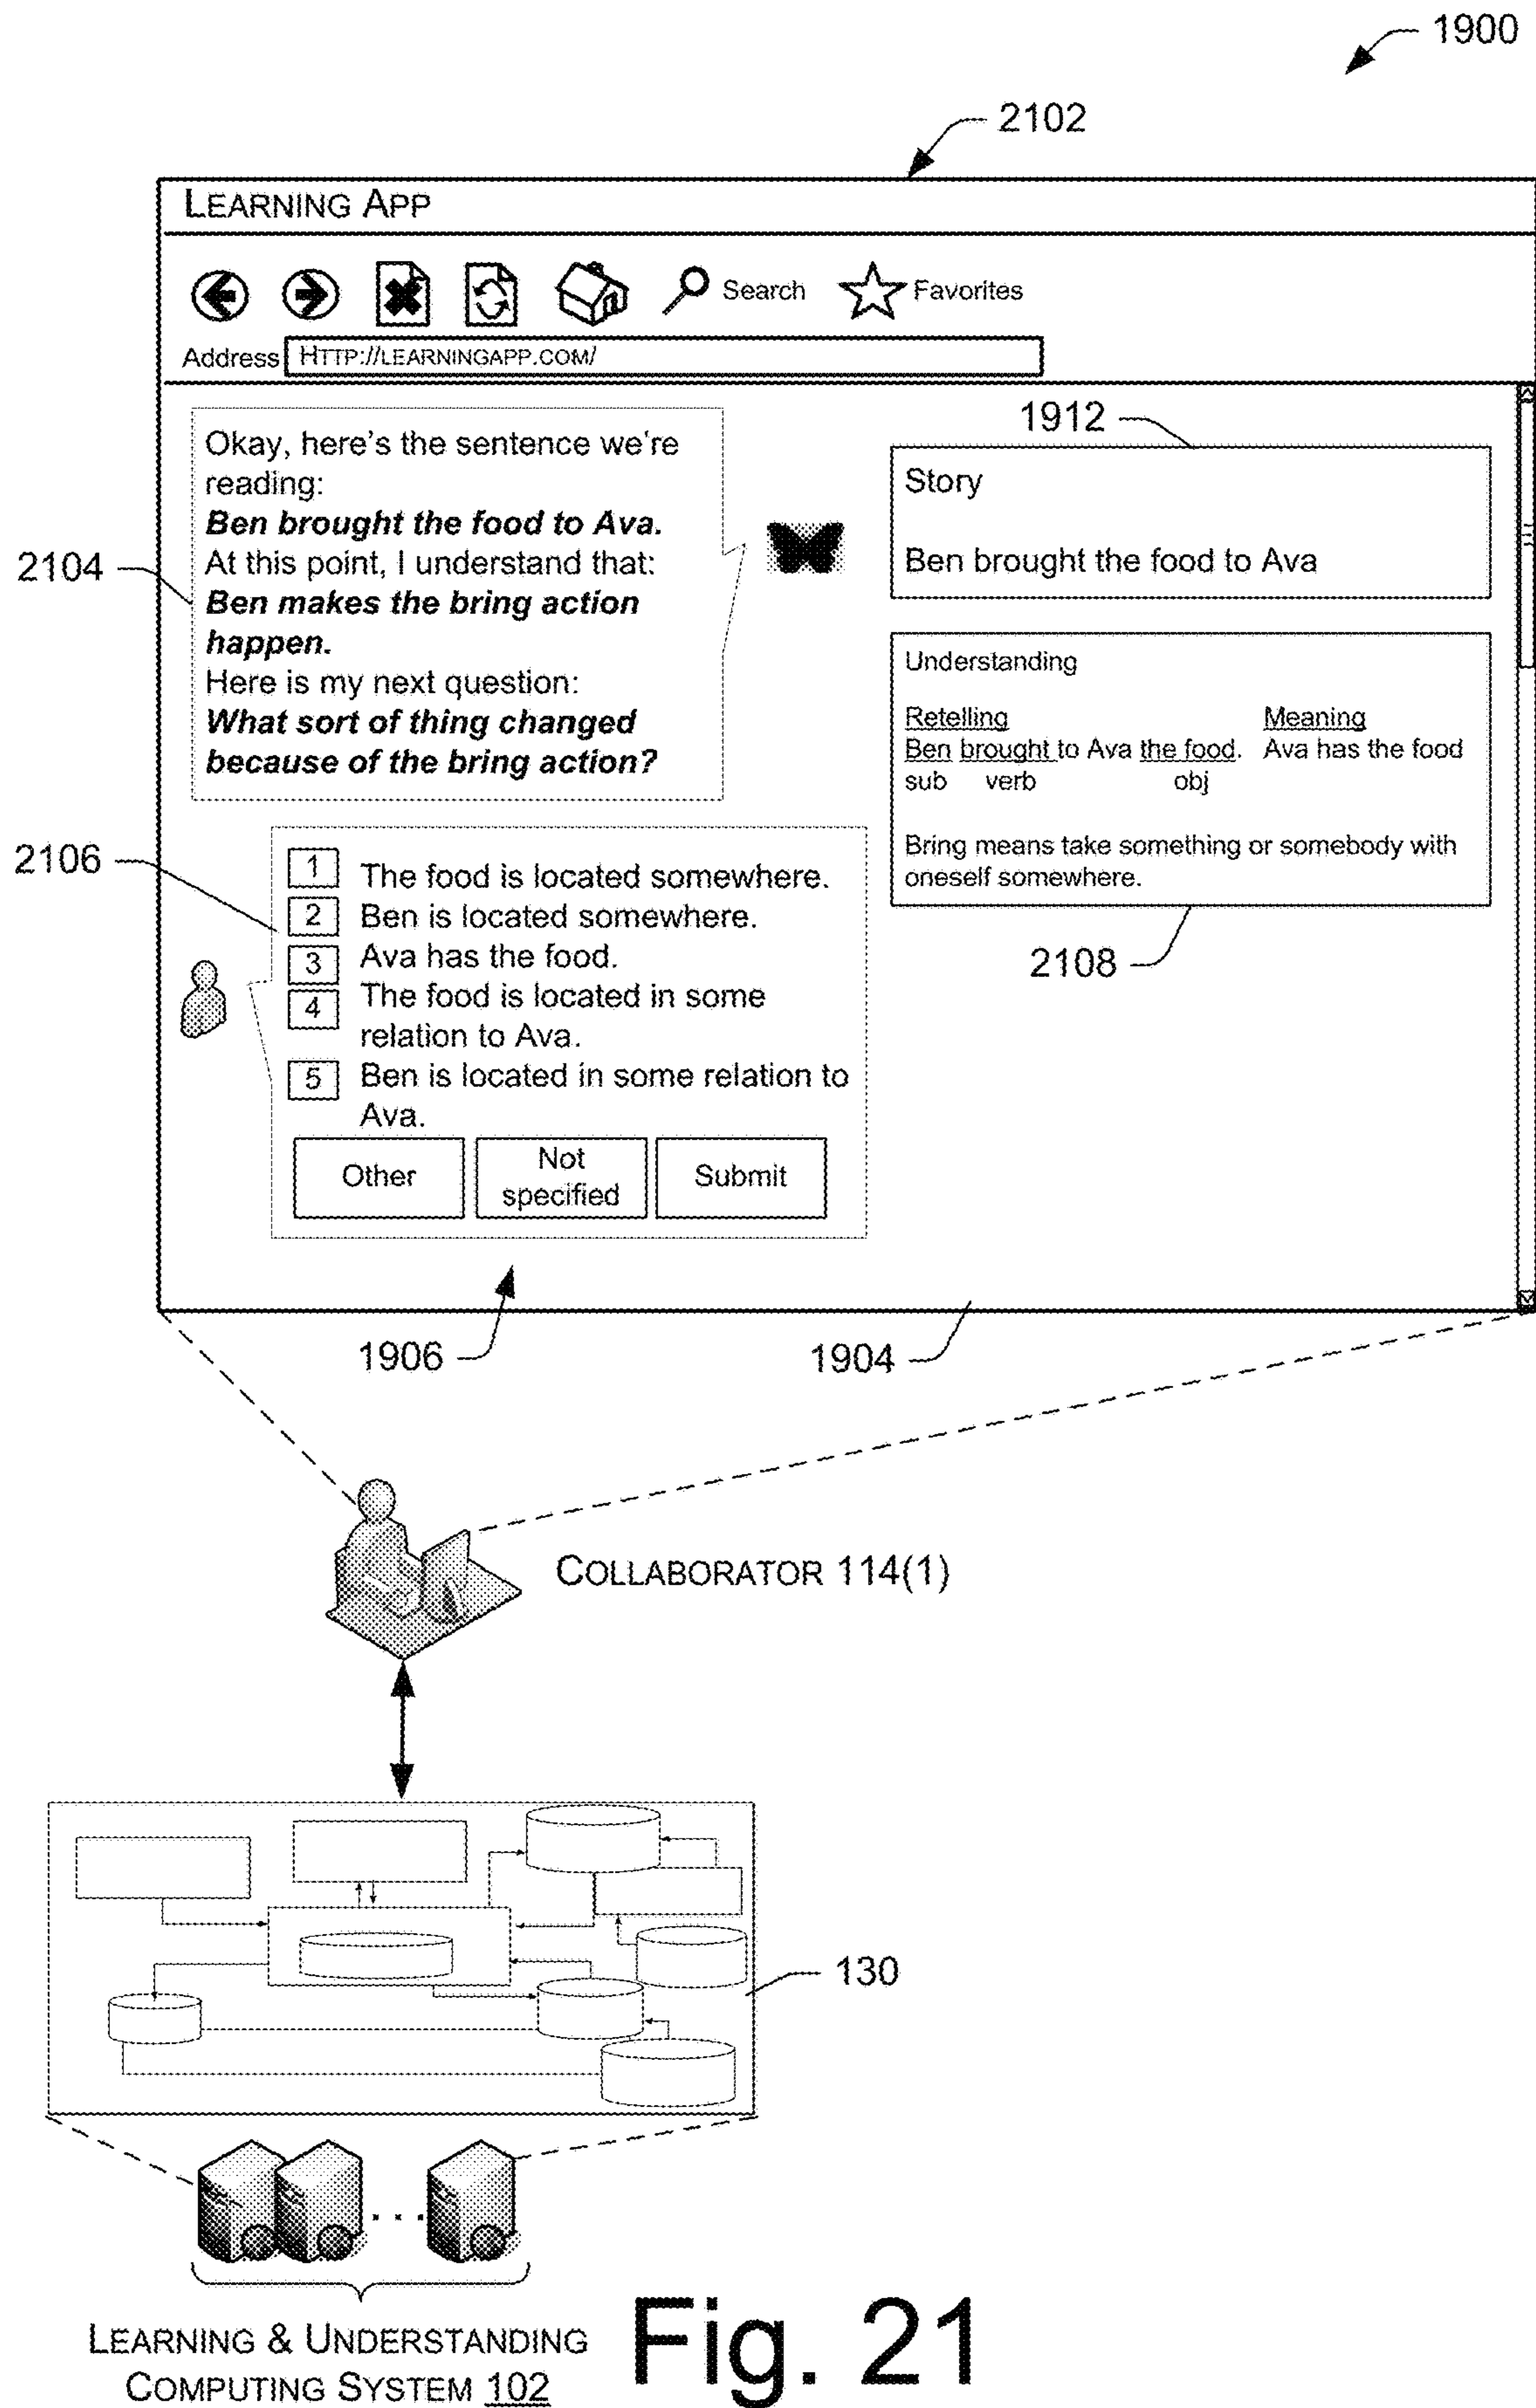 1900
2102
LEARNING APP
Search
Favorites
Address
HTTP://LEARNINGAPP.COM/
Okay, here's the sentence we're
reading:
Ben brought the food to Ava.
At this point, I understand that:
Ben makes the bring action
happen.
Here is my next question:
What sort of thing changed
because of the bring action?
2104
1912
Story
Ben brought the food to Ava
Understanding
Retelling Meaning
Ben brought to Ava the food. Ava has the food
sub verb obj
Bring means take something or somebody with
oneself somewhere.
2108
2106
1 The food is located somewhere.
2 Ben is located somewhere.
3 Ava has the food.
4 The food is located in some
relation to Ava.
5 Ben is located in some relation to
Ava.
Other
Not
specified
Submit
1906
1904
COLLABORATOR 114(1)
130
. . .
LEARNING & UNDERSTANDING
COMPUTING SYSTEM 102
Fig. 21